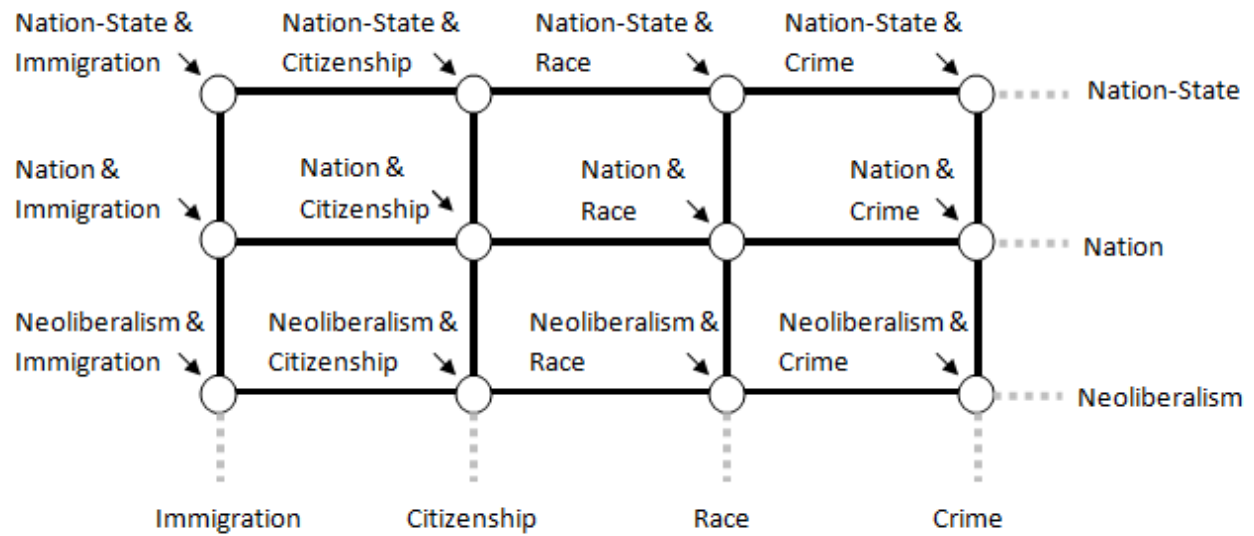 Nation-State &
Immigration
Nation-State &
Citizenship
Nation-State &
Race
Nation-State &
Crime
Nation-State
Nation &
Immigration
Nation &
Citizenship
Nation &
Race
Nation &
Crime
Nation
Neoliberalism &
Immigration
Neoliberalism &
Citizenship
Neoliberalism &
Race
Neoliberalism &
Crime
Neoliberalism
Immigration
Citizenship
Race
Crime